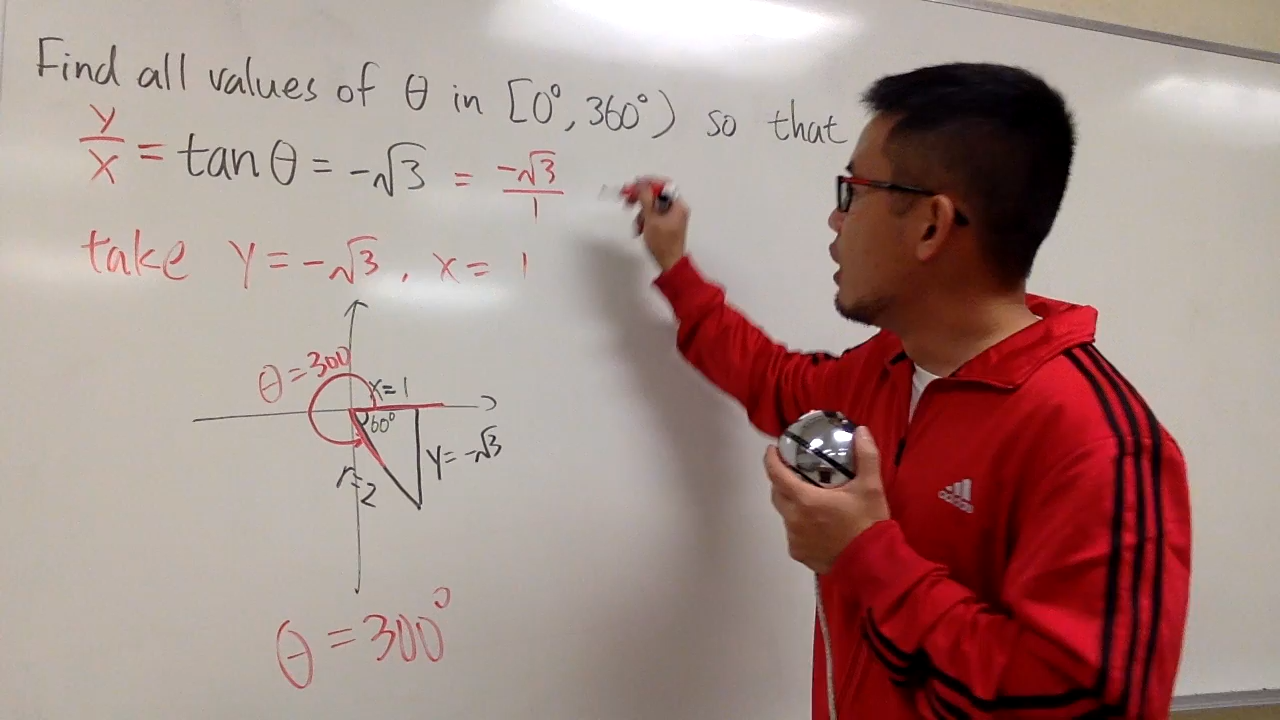 Find all values of θ in [0°, 360°) so that
y/x = tan θ = -√3 = -√3/1
take y = -√3, x = 1
θ = 300
x = 1
60°
y = -√3
r = 2
θ = 300°
adidas